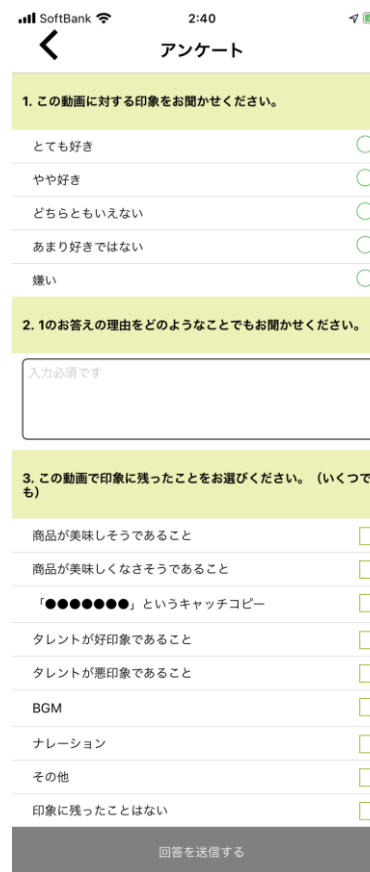 SoftBank 2:40
アンケート
1. この動画に対する印象をお聞かせください。
とても好き
やや好き
どちらともいえない
あまり好きではない
嫌い
2. 1のお答えの理由をどのようなことでもお聞かせください。
入力必須です
3. この動画で印象に残ったことをお選びください。（いくつで
も）
商品が美味しそうであること
商品が美味しくなさそうであること
「●●●●●●●」というキャッチコピー
タレントが好印象であること
タレントが悪印象であること
BGM
ナレーション
その他
印象に残ったことはない
回答を送信する